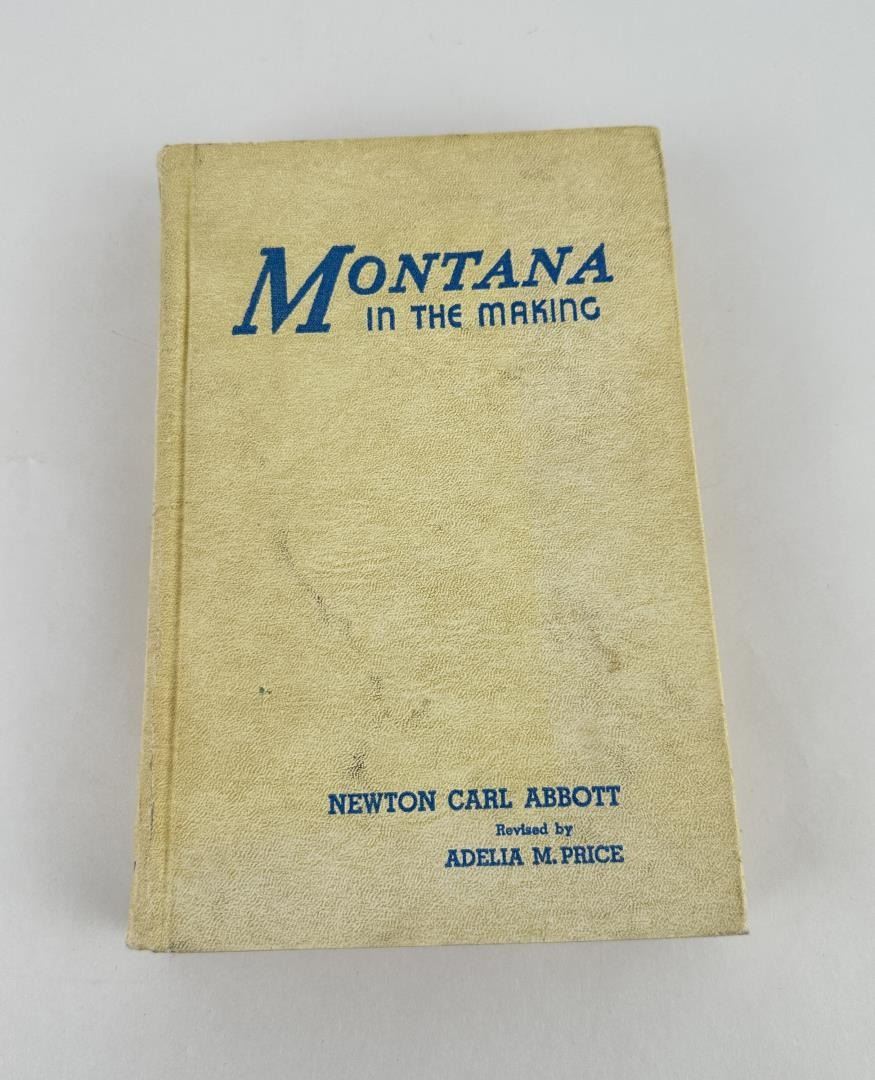 MONTANA
IN THE MAKING
NEWTON CARL ABBOTT
Revised by
ADELIA M. PRICE